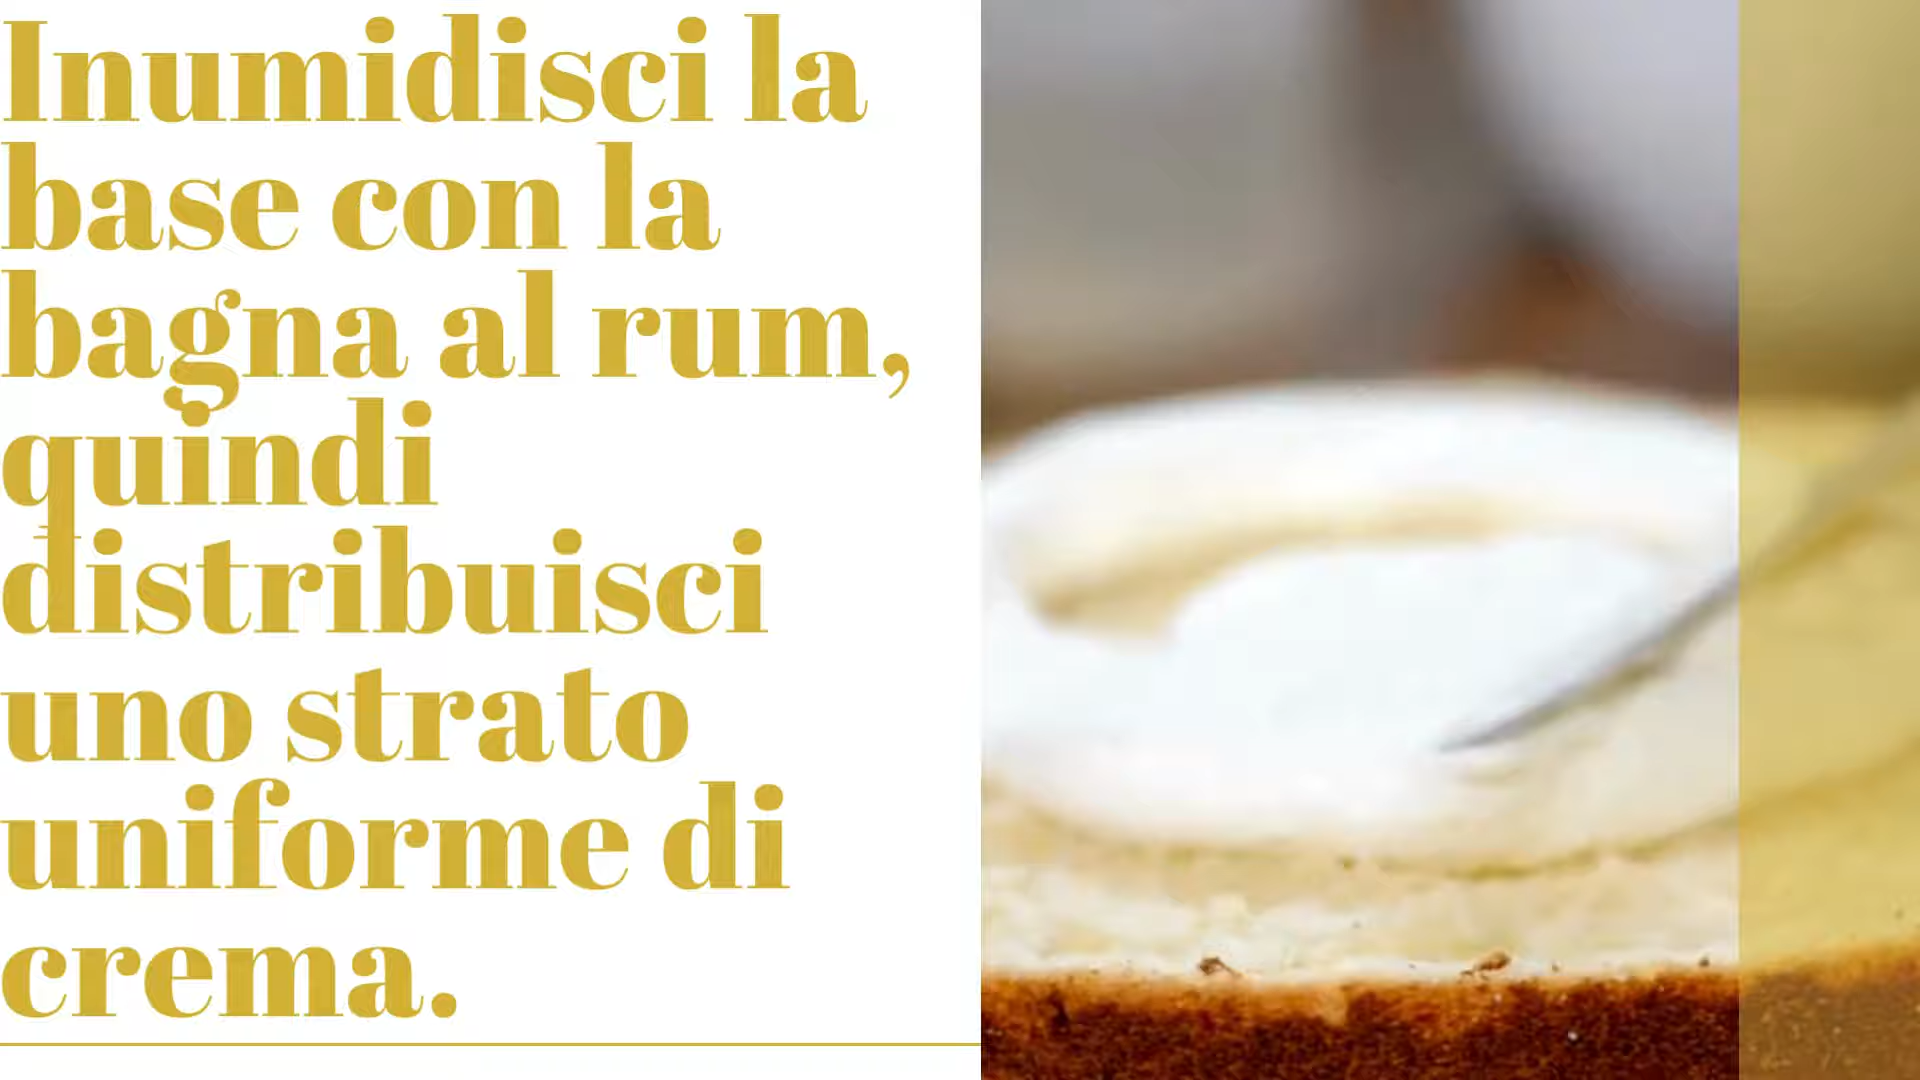 Inumidisci la
base con la
bagna al rum,
quindi
distribuisci
uno strato
uniforme di
crema.